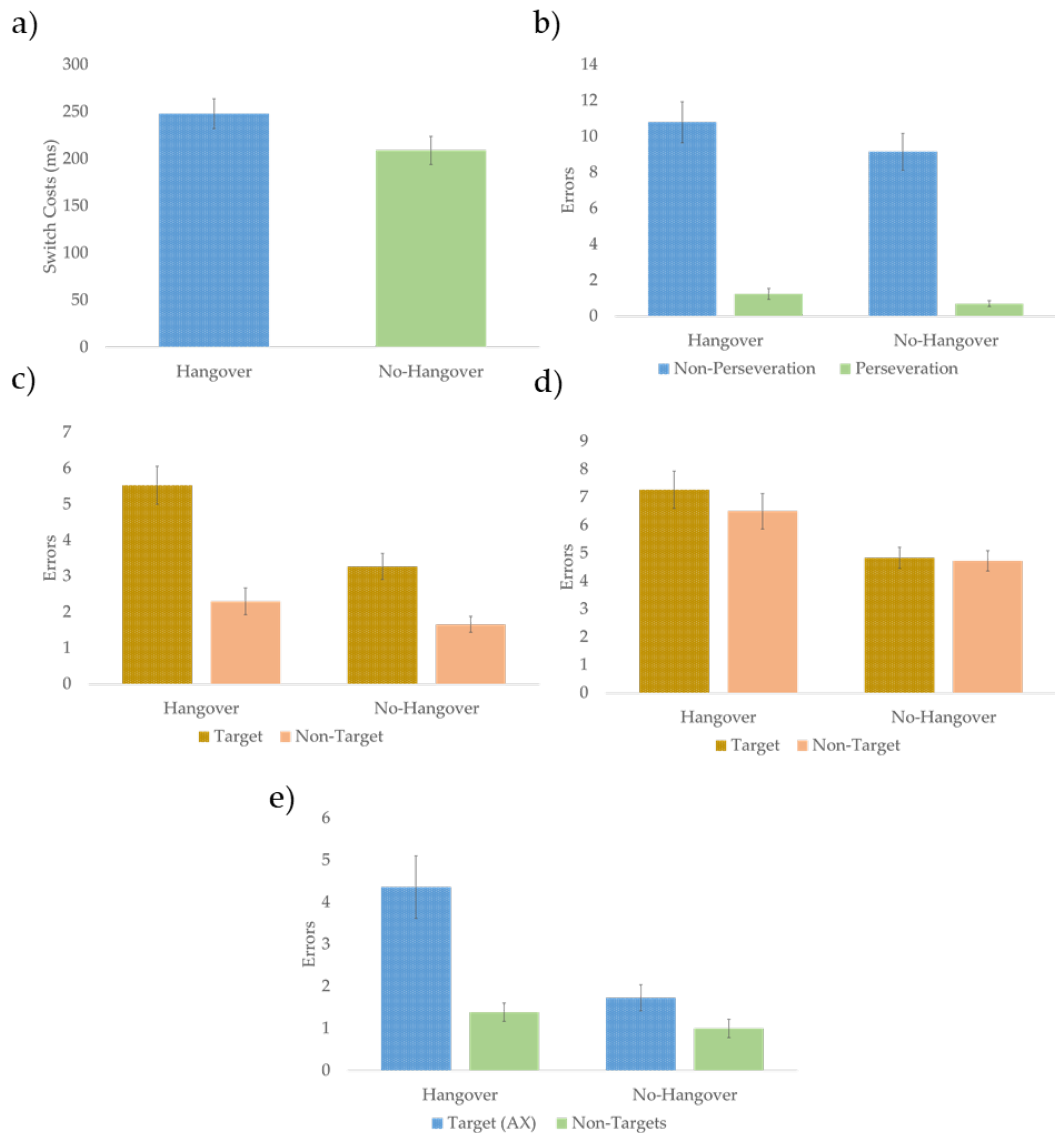 a)
300
250
200
150
100
50
0
Switch Costs (ms)
Hangover No-Hangover
b)
14
12
10
8
6
4
2
0
Errors
Hangover No-Hangover
Non-Perseveration Perseveration
c)
7
6
5
4
3
2
1
0
Errors
Hangover No-Hangover
Target Non-Target
d)
9
8
7
6
5
4
3
2
1
0
Errors
Hangover No-Hangover
Target Non-Target
e)
6
5
4
3
2
1
0
Errors
Hangover No-Hangover
Target (AX) Non-Targets